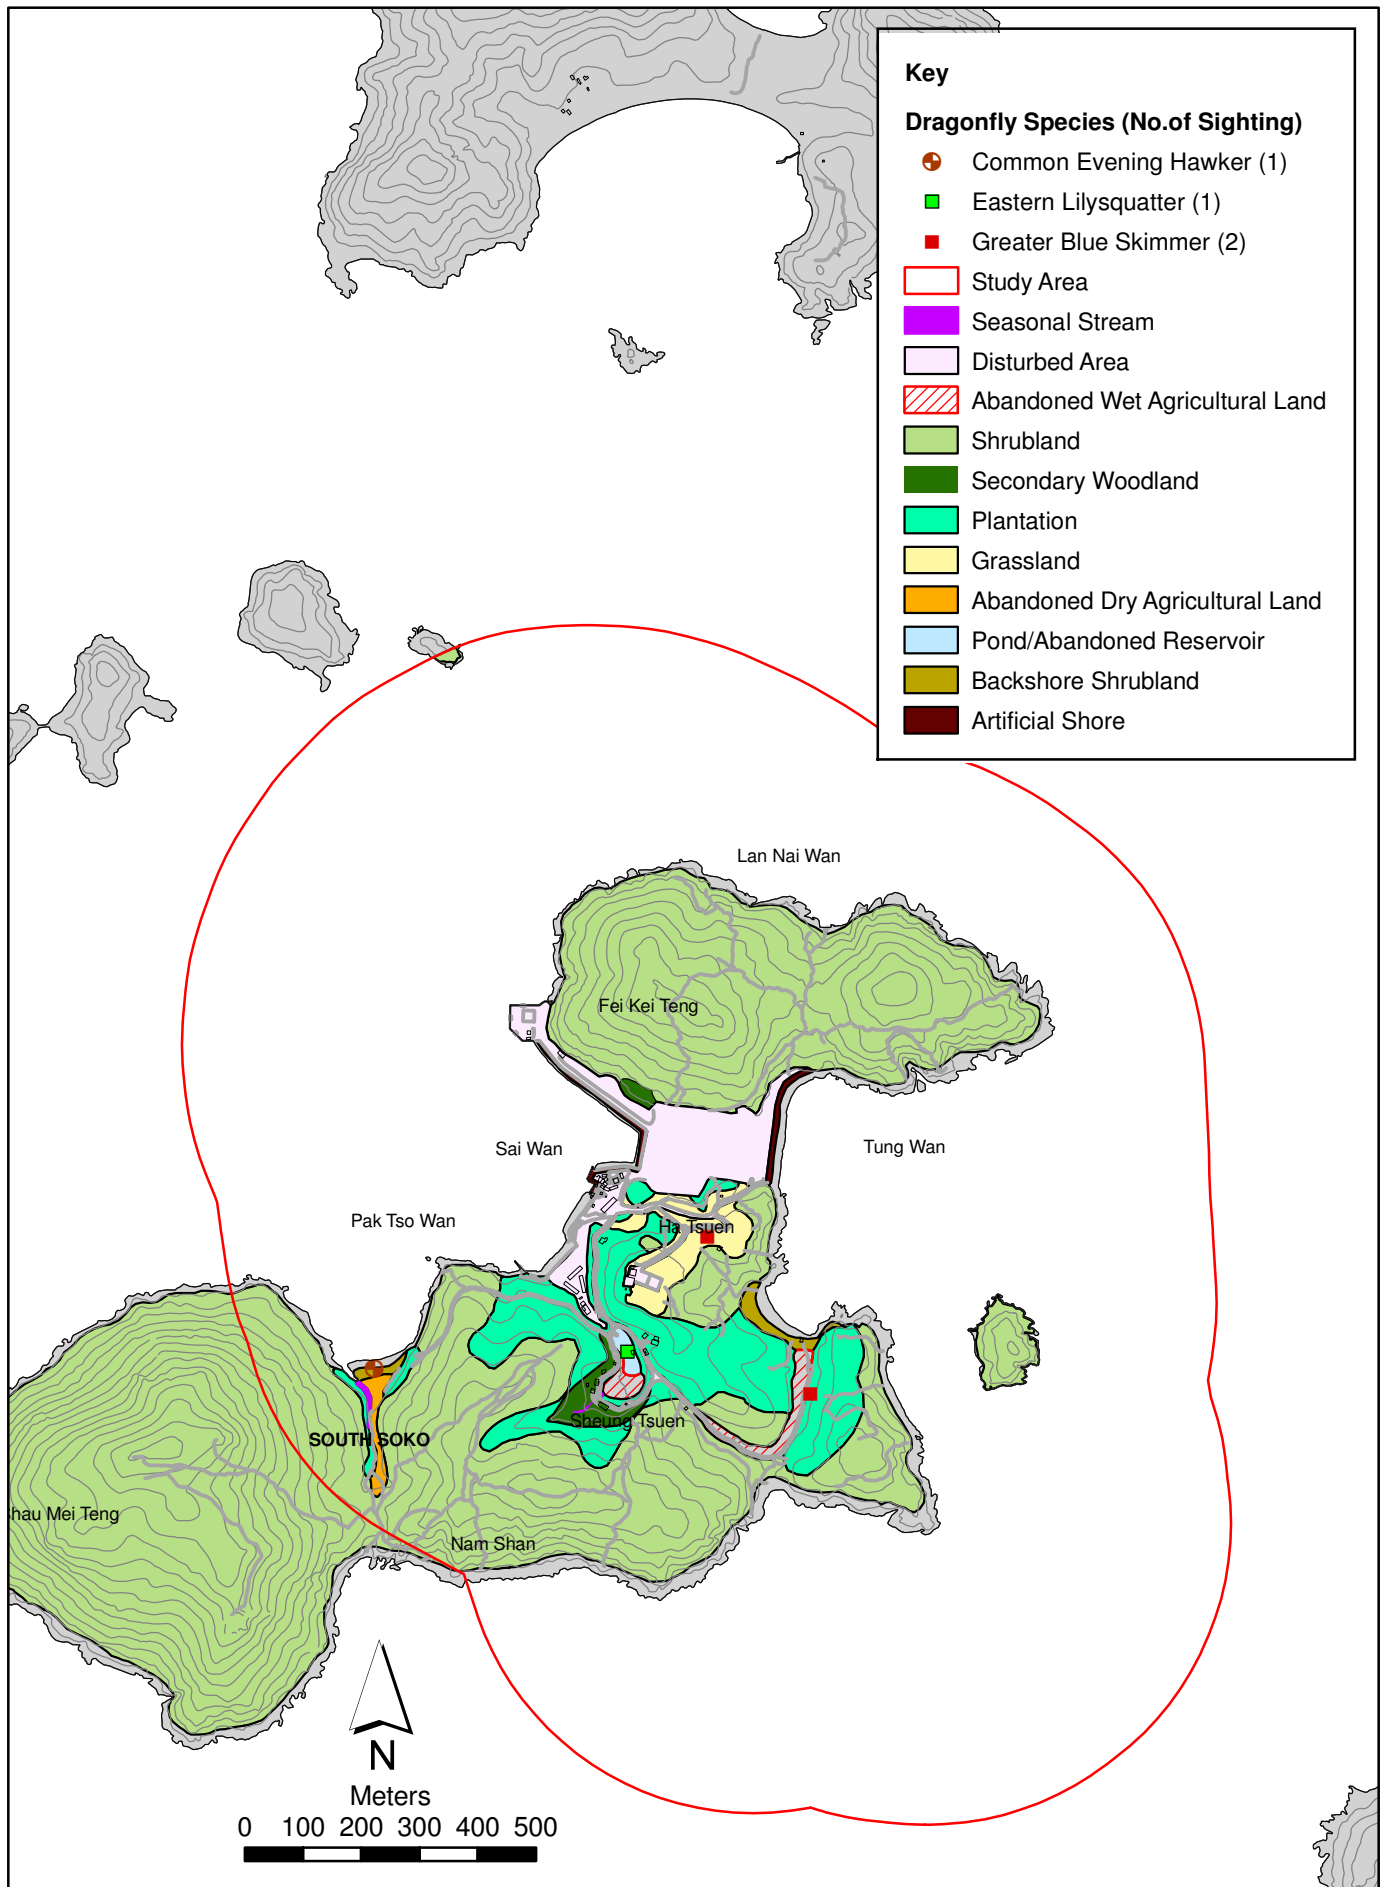 Key
Dragonfly Species (No.of Sighting)
Common Evening Hawker (1)
Eastern Lilysquatter (1)
Greater Blue Skimmer (2)
Study Area
Seasonal Stream
Disturbed Area
Abandoned Wet Agricultural Land
Shrubland
Secondary Woodland
Plantation
Grassland
Abandoned Dry Agricultural Land
Pond/Abandoned Reservoir
Backshore Shrubland
Artificial Shore
Lan Nai Wan
Fei Kei Teng
Sai Wan
Tung Wan
Pak Tso Wan
Ha Tsuen
Sheung Tsuen
SOUTH SOKO
hau Mei Teng
Nam Shan
N
Meters
0 100 200 300 400 500